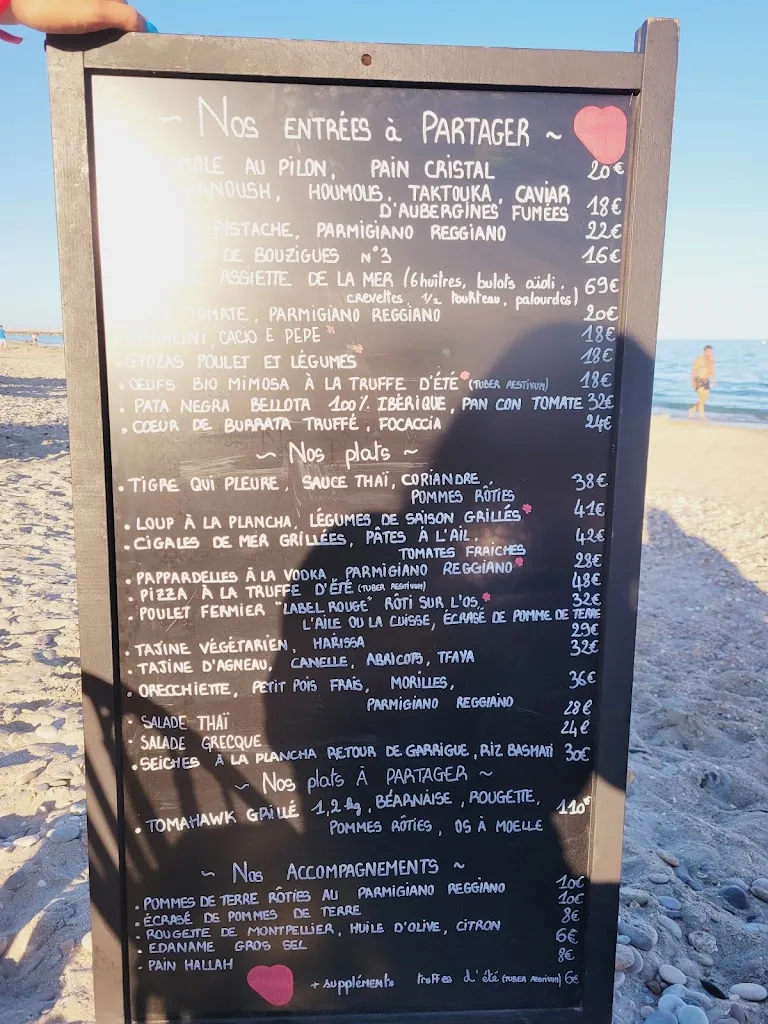 ~ Nos ENTRÉES à PARTAGER ~
AU PILON, PAIN CRISTAL 20€
HOUMOUS, TAKTOUKA, CAVIAR
D'AUBERGINES FUMÉES 18€
PISTACHE, PARMIGIANO REGGIANO 22€
DE BOUZIGUES N°3 16€
ASSIETTE DE LA MER (6 huîtres, bulots aïoli, 69€
crevettes, 1/2 tourteau, palourdes)
TOMATE, PARMIGIANO REGGIANO 20€
CACIO E PEPE 18€
. GYOZAS POULET ET LÉGUMES 18€
. OEUFS BIO MIMOSA À LA TRUFFE D'ÉTÉ (TUBER AESTIVUM) 18€
. PATA NEGRA BELLOTA 100% IBÉRIQUE, PAN CON TOMATE 32€
. COEUR DE BURRATA TRUFFÉ, FOCACCIA 24€
~ Nos plats ~
. TIGRE QUI PLEURE, SAUCE THAÏ, CORIANDRE, 38€
POMMES RÔTIES
. LOUP À LA PLANCHA, LÉGUMES DE SAISON GRILLÉS 41€
. CIGALES DE MER GRILLÉES, PÂTES À L'AIL, 42€
TOMATES FRAICHES
. PAPPARDELLES À LA VODKA, PARMIGIANO REGGIANO 28€
. PIZZA À LA TRUFFE D'ÉTÉ (TUBER AESTIVUM) 48€
. POULET FERMIER "LABEL ROUGE" RÔTI SUR L'OS, 32€
L'AILE OU LA CUISSE, ÉCRASÉ DE POMME DE TERRE
. TAJINE VÉGÉTARIEN, HARISSA 29€
. TAJINE D'AGNEAU, CANELLE, ABRICOTS, TFAYA 32€
. ORECCHIETTE, PETIT POIS FRAIS, MORILLES, 36€
PARMIGIANO REGGIANO
. SALADE THAÏ 28€
. SALADE GRECQUE 24€
. SEICHES À LA PLANCHA RETOUR DE GARRIGUE, RIZ BASMATI 30€
~ Nos plats À PARTAGER ~
. TOMAHAWK GRILLÉ 1,2 kg, BÉARNAISE, ROUGETTE, 110€
POMMES RÔTIES, OS À MOELLE
~ Nos ACCOMPAGNEMENTS ~
. POMMES DE TERRE RÔTIES AU PARMIGIANO REGGIANO 10€
. ÉCRASÉ DE POMMES DE TERRE 10€
- ROUGETTE DE MONTPELLIER, HUILE D'OLIVE, CITRON 8€
- EDANAME GROS SEL 6€
- PAIN HALLAH 8€
+ suppléments truffes d'été (TUBER AESTIVUM) 6€